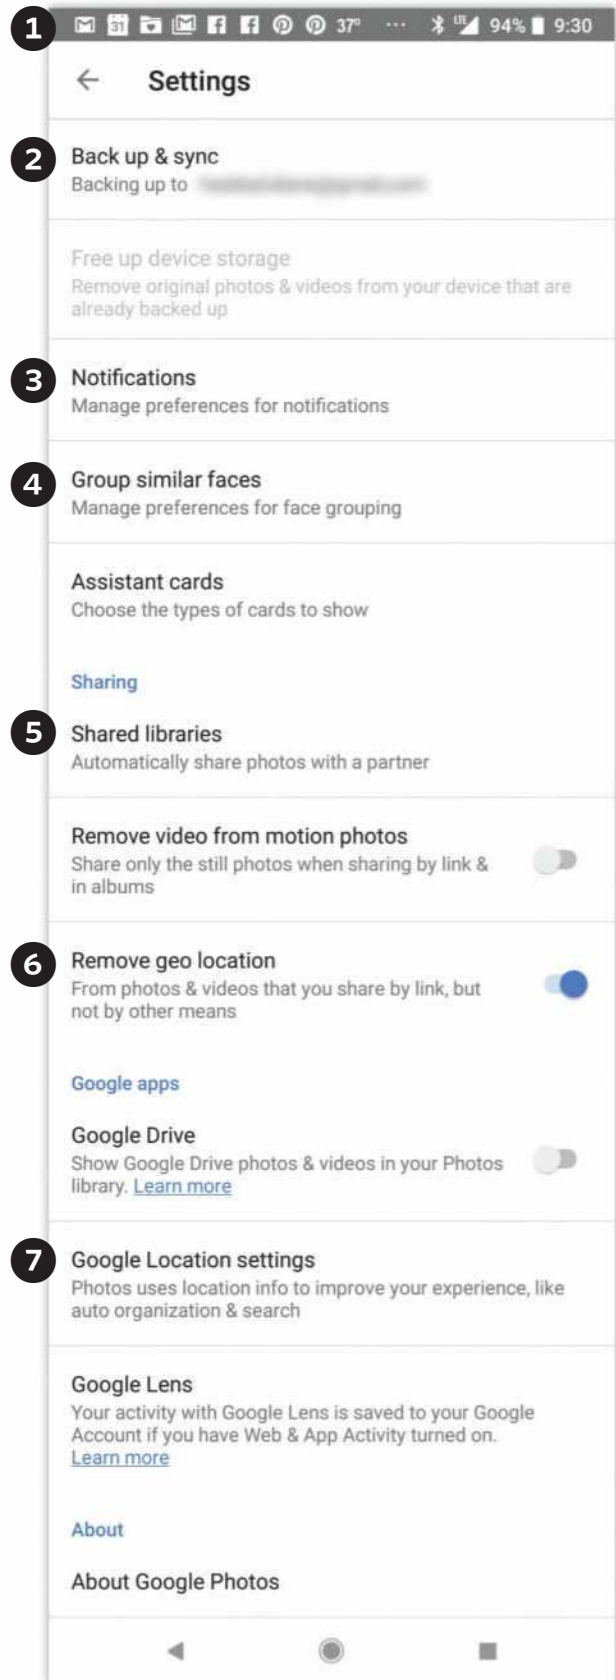 1
31 37° ... LTE 94% 9:30
Settings
2
Back up & sync
Backing up to
Free up device storage
Remove original photos & videos from your device that are
already backed up
3
Notifications
Manage preferences for notifications
4
Group similar faces
Manage preferences for face grouping
Assistant cards
Choose the types of cards to show
Sharing
5
Shared libraries
Automatically share photos with a partner
Remove video from motion photos
Share only the still photos when sharing by link &
in albums
6
Remove geo location
From photos & videos that you share by link, but
not by other means
Google apps
Google Drive
Show Google Drive photos & videos in your Photos
library. Learn more
7
Google Location settings
Photos uses location info to improve your experience, like
auto organization & search
Google Lens
Your activity with Google Lens is saved to your Google
Account if you have Web & App Activity turned on.
Learn more
About
About Google Photos